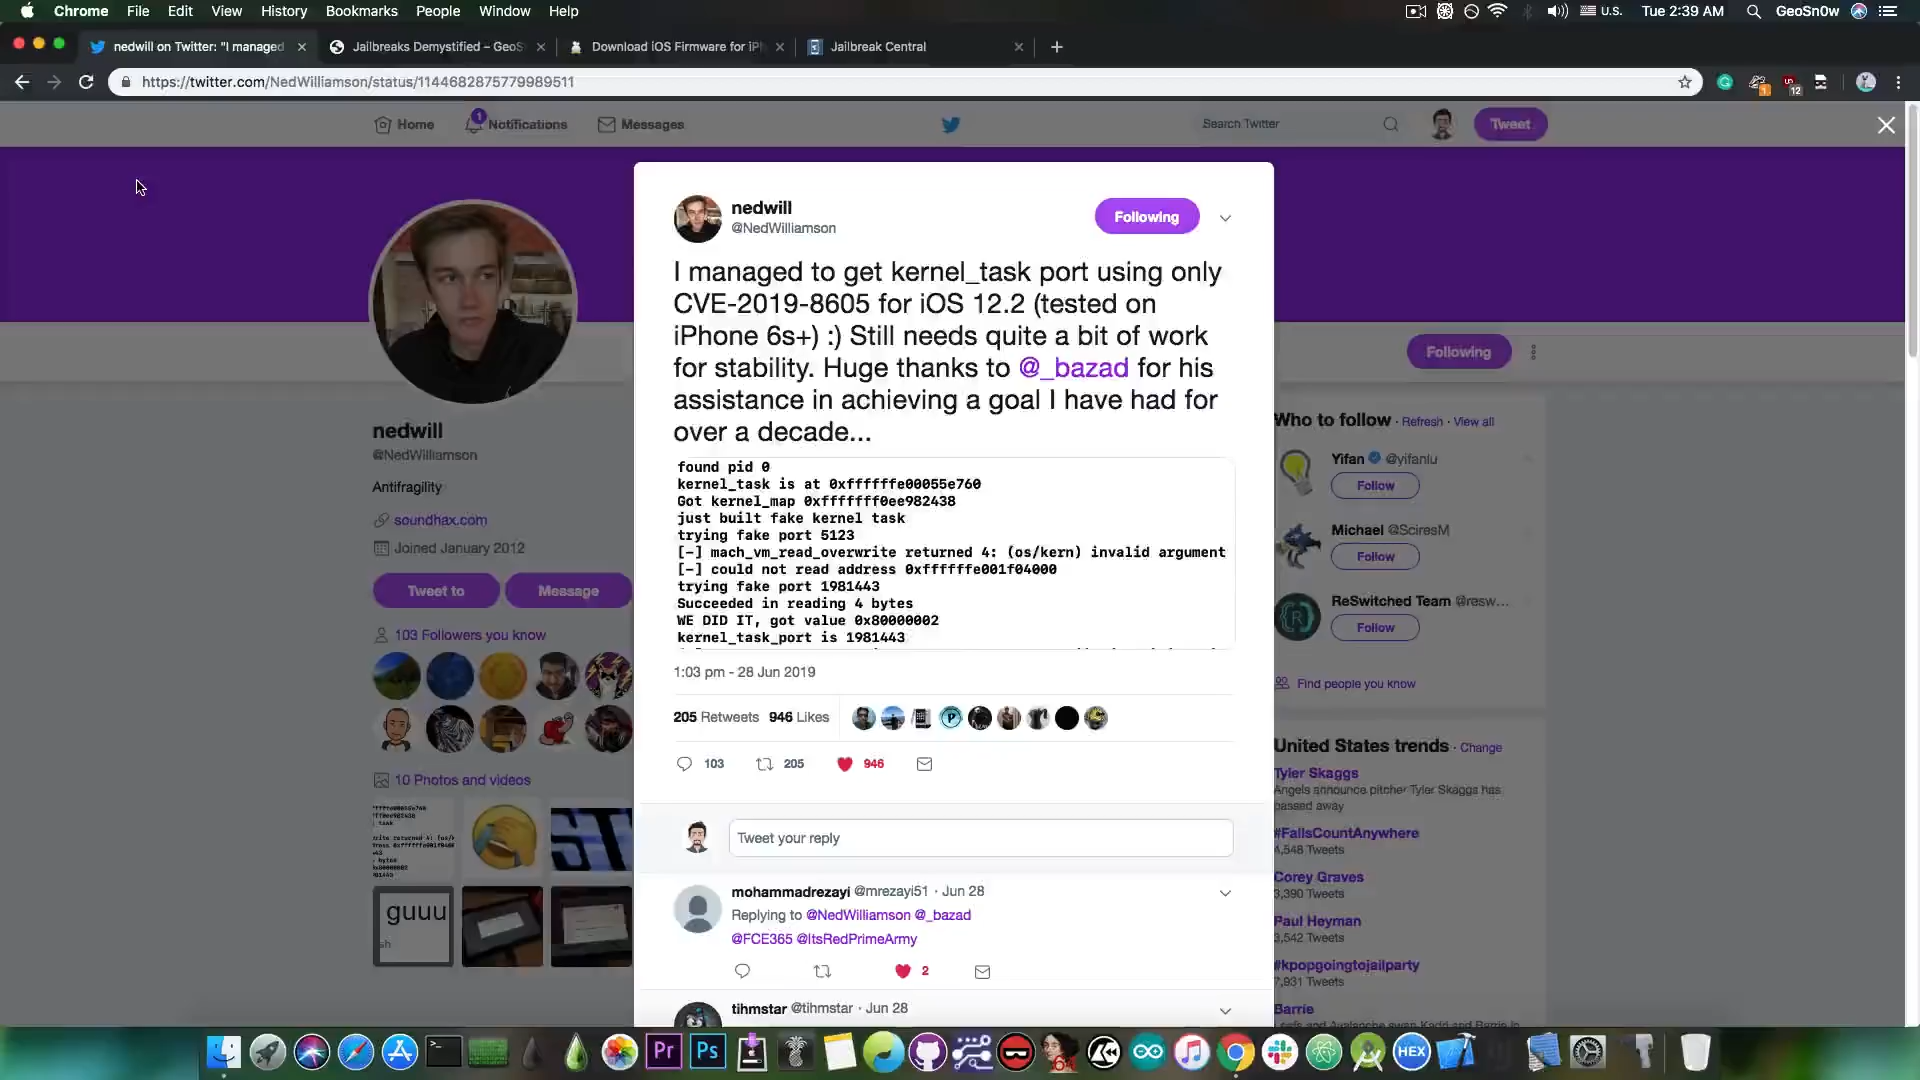 Chrome File Edit View History Bookmarks People Window Help
U.S. Tue 2:39 AM GeoSn0w
nedwill on Twitter: "I managed
Jailbreaks Demystified – GeoS
Download iOS Firmware for iPh
Jailbreak Central
https://twitter.com/NedWilliamson/status/1144682875779989511
12
1 Home Notifications Messages
Search Twitter
Tweet
nedwill
@NedWilliamson
Following
I managed to get kernel_task port using only
CVE-2019-8605 for iOS 12.2 (tested on
iPhone 6s+) :) Still needs quite a bit of work
for stability. Huge thanks to @_bazad for his
assistance in achieving a goal I have had for
over a decade...
found pid 0
kernel_task is at 0xffffffe00055e760
Got kernel_map 0xfffffff0ee982438
just built fake kernel task
trying fake port 5123
[-] mach_vm_read_overwrite returned 4: (os/kern) invalid argument
[-] could not read address 0xffffffe001f04000
trying fake port 1981443
Succeeded in reading 4 bytes
WE DID IT, got value 0x80000002
kernel_task_port is 1981443
1:03 pm - 28 Jun 2019
205 Retweets 946 Likes
103 205 946
Tweet your reply
mohammadrezayi @mrezayi51 · Jun 28
Replying to @NedWilliamson @_bazad
@FCE365 @ItsRedPrimeArmy
2
tihmstar @tihmstar · Jun 28
nedwill
@NedWilliamson
Antifragility
soundhax.com
Joined January 2012
Tweet to
Message
103 Followers you know
10 Photos and videos
guuu
sh
Following
Who to follow · Refresh · View all
Yifan @yifanlu
Follow
Michael @SciresM
Follow
ReSwitched Team @resw...
Follow
Find people you know
United States trends · Change
Tyler Skaggs
Angels announce pitcher Tyler Skaggs has
passed away
#FallsCountAnywhere
4,548 Tweets
Corey Graves
3,390 Tweets
Paul Heyman
3,542 Tweets
#kpopgoingtojailparty
7,931 Tweets
Barrie
Pr
Ps
64
HEX